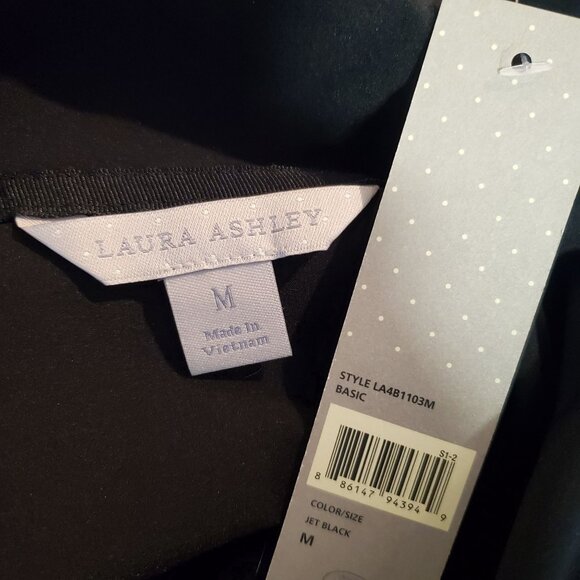 LAURA ASHLEY
M
Made In
Vietnam
STYLE LA4B1103M
BASIC
S1-2
8 86147 94394 9
COLOR/SIZE
JET BLACK
M